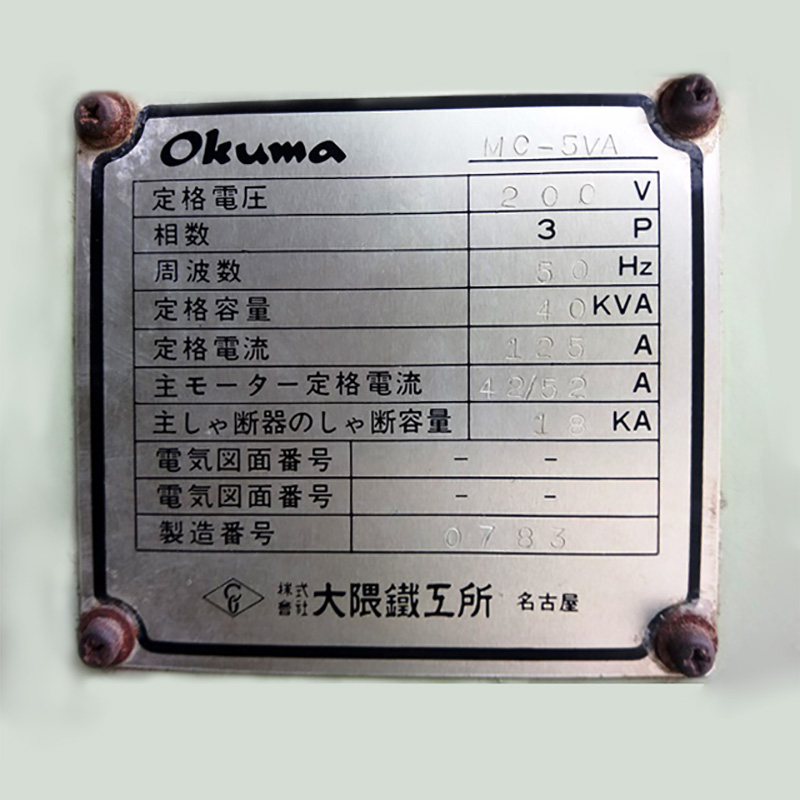 Okuma MC-5VA
定格電圧 200 V
相数 3 P
周波数 50 Hz
定格容量 40 KVA
定格電流 125 A
主モーター定格電流 42/52 A
主しゃ断器のしゃ断容量 18 KA
電気図面番号 - -
電気図面番号 - -
製造番号 0783
株式會社 大隈鐵工所 名古屋